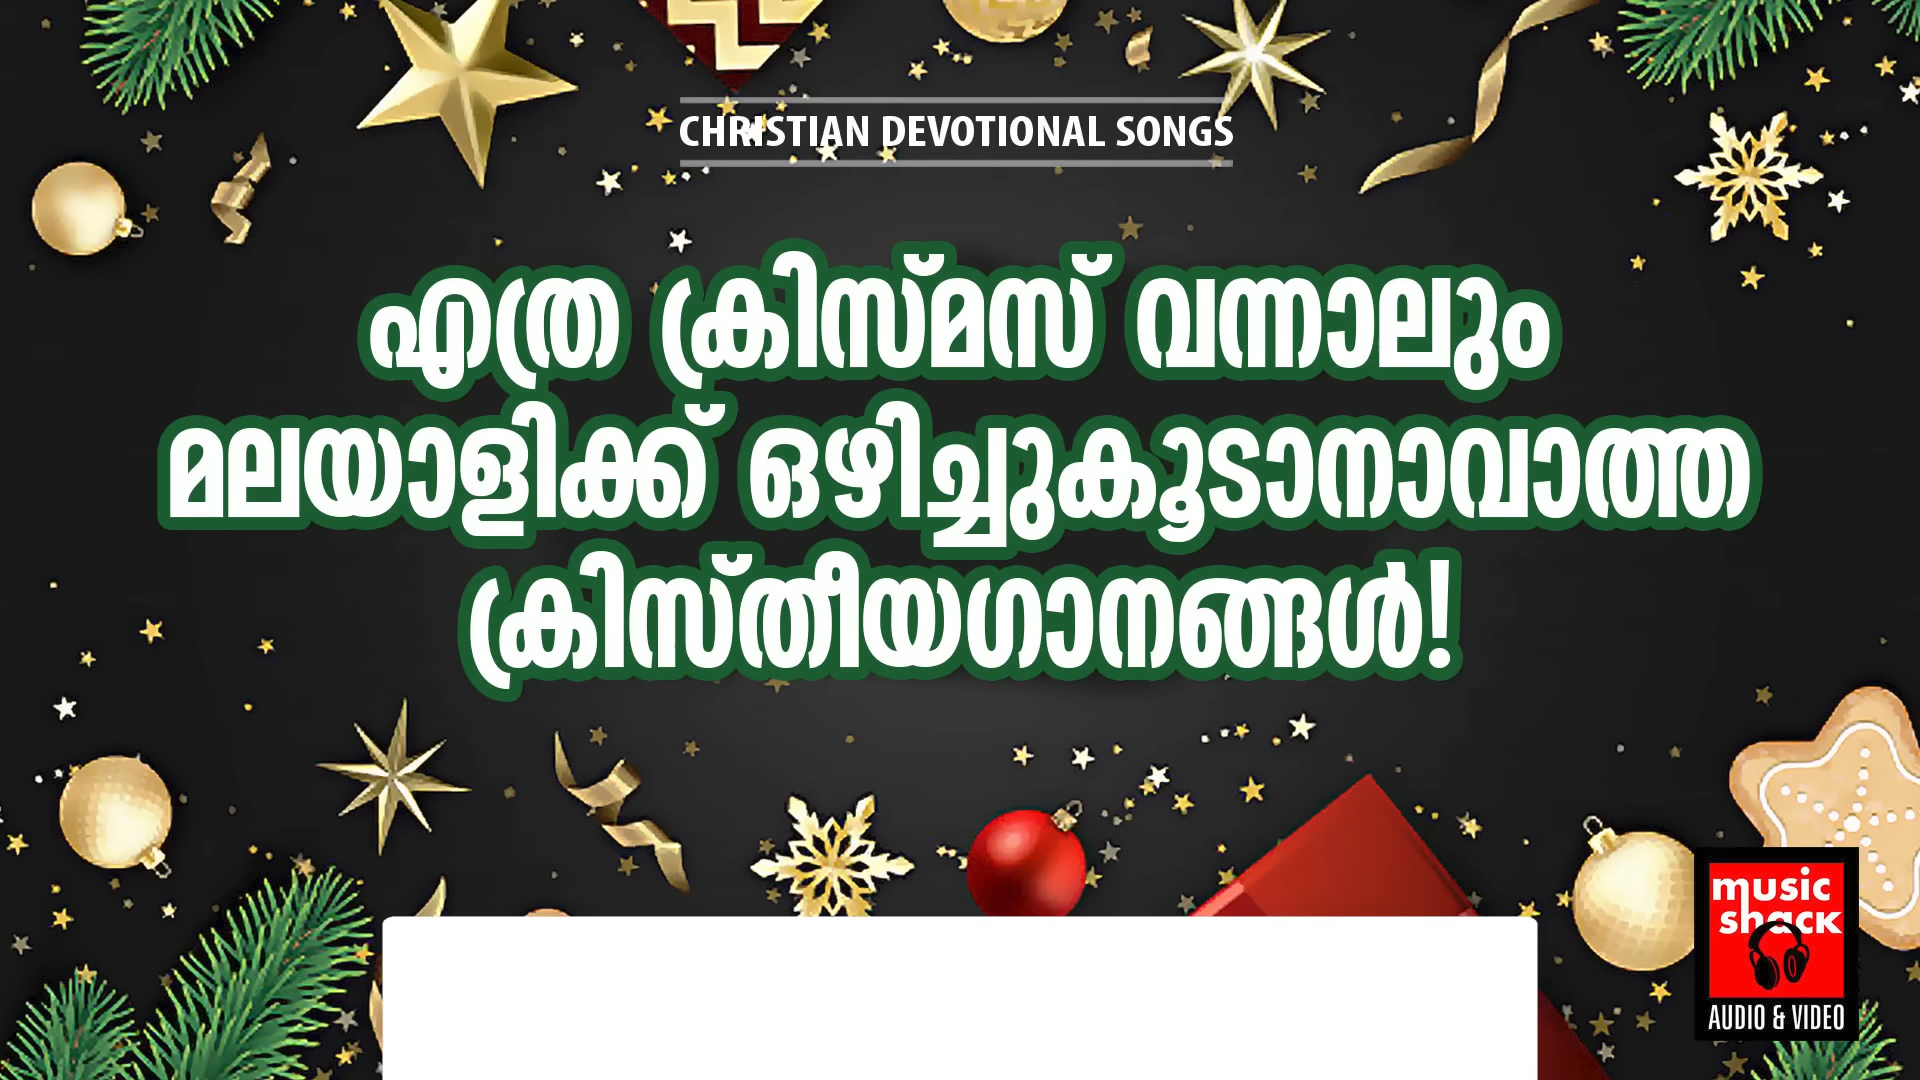 CHRISTIAN DEVOTIONAL SONGS
എത്ര ക്രിസ്മസ് വന്നാലും
മലയാളിക്ക് ഒഴിച്ചുകൂടാനാവാത്ത
ക്രിസ്തീയഗാനങ്ങൾ!
music
shack
AUDIO & VIDEO